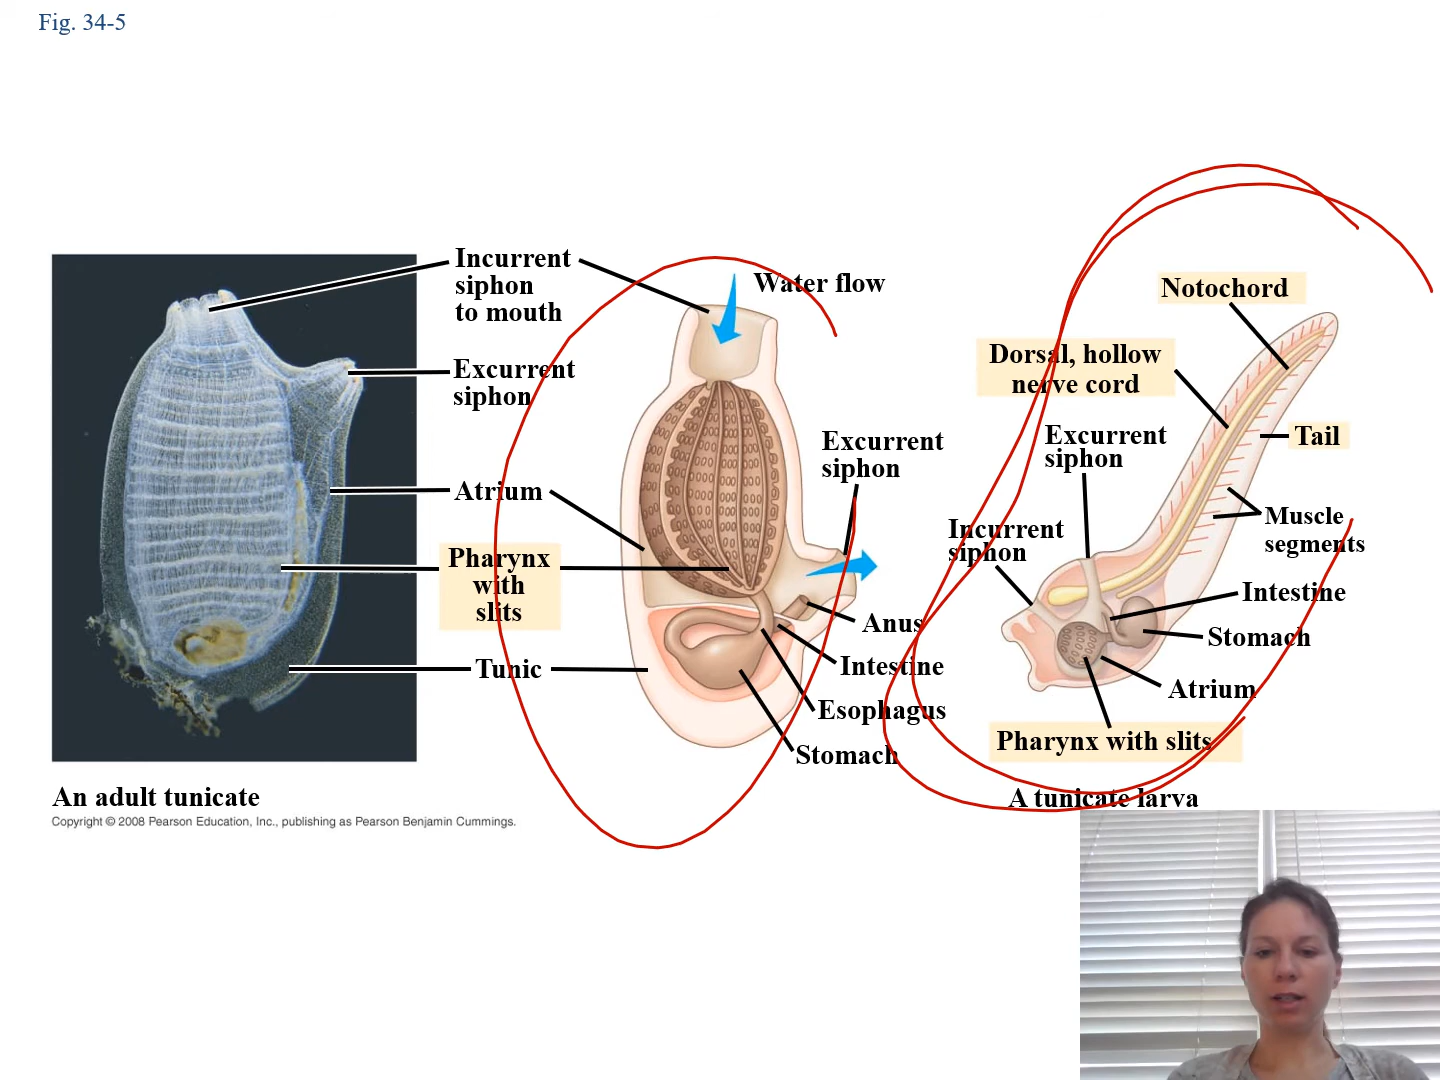 Fig. 34-5
Incurrent
siphon
to mouth
Excurrent
siphon
Atrium
Pharynx
with
slits
Tunic
An adult tunicate
Copyright © 2008 Pearson Education, Inc., publishing as Pearson Benjamin Cummings.
Water flow
Excurrent
siphon
Anus
Intestine
Esophagus
Stomach
Notochord
Dorsal, hollow
nerve cord
Tail
Excurrent
siphon
Muscle
segments
Incurrent
siphon
Intestine
Stomach
Atrium
Pharynx with slits
A tunicate larva